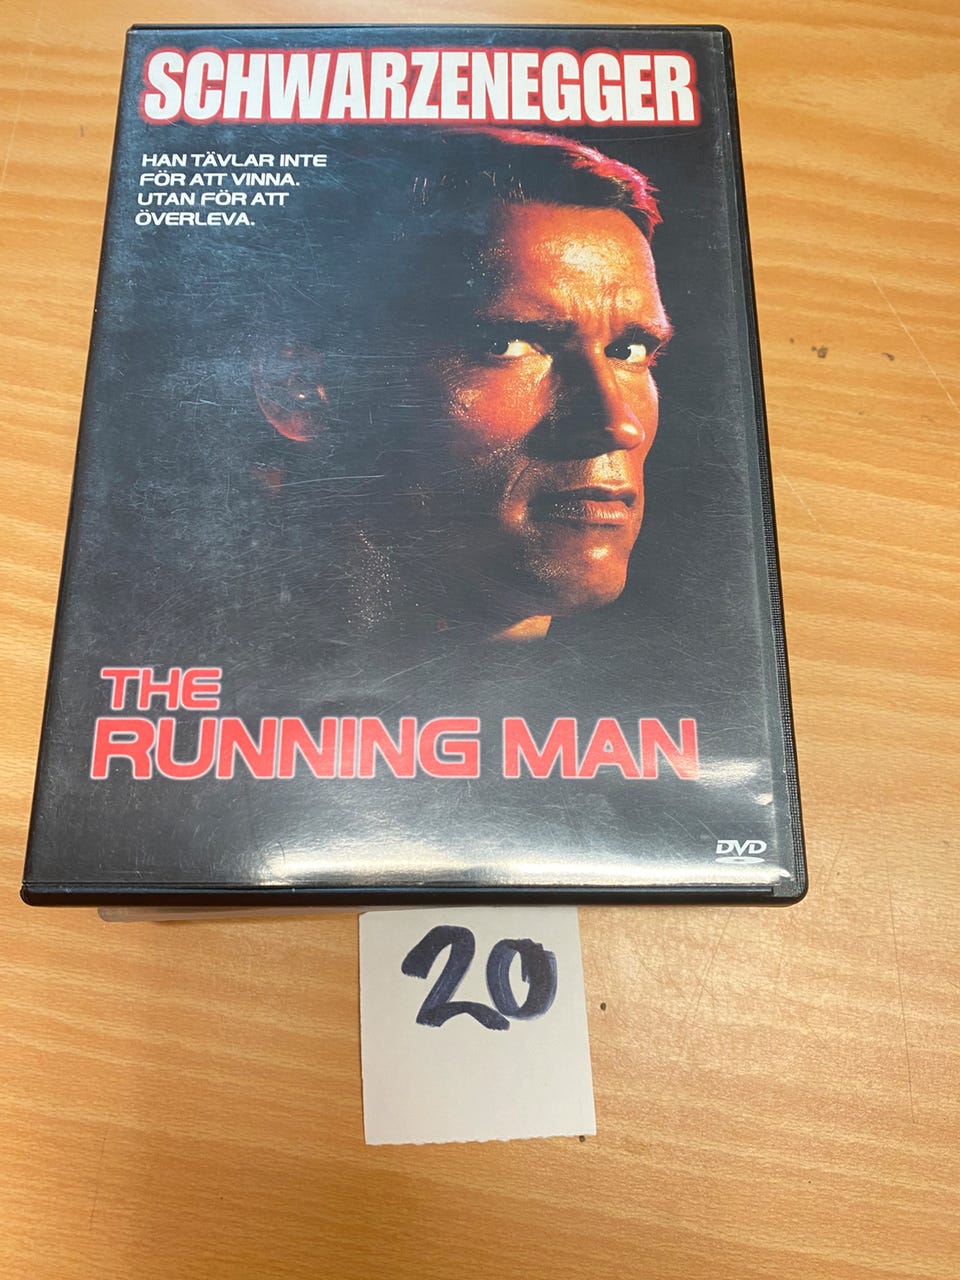 SCHWARZENEGGER
HAN TÄVLAR INTE
FÖR ATT VINNA.
UTAN FÖR ATT
ÖVERLEVA.
THE
RUNNING MAN
DVD
20